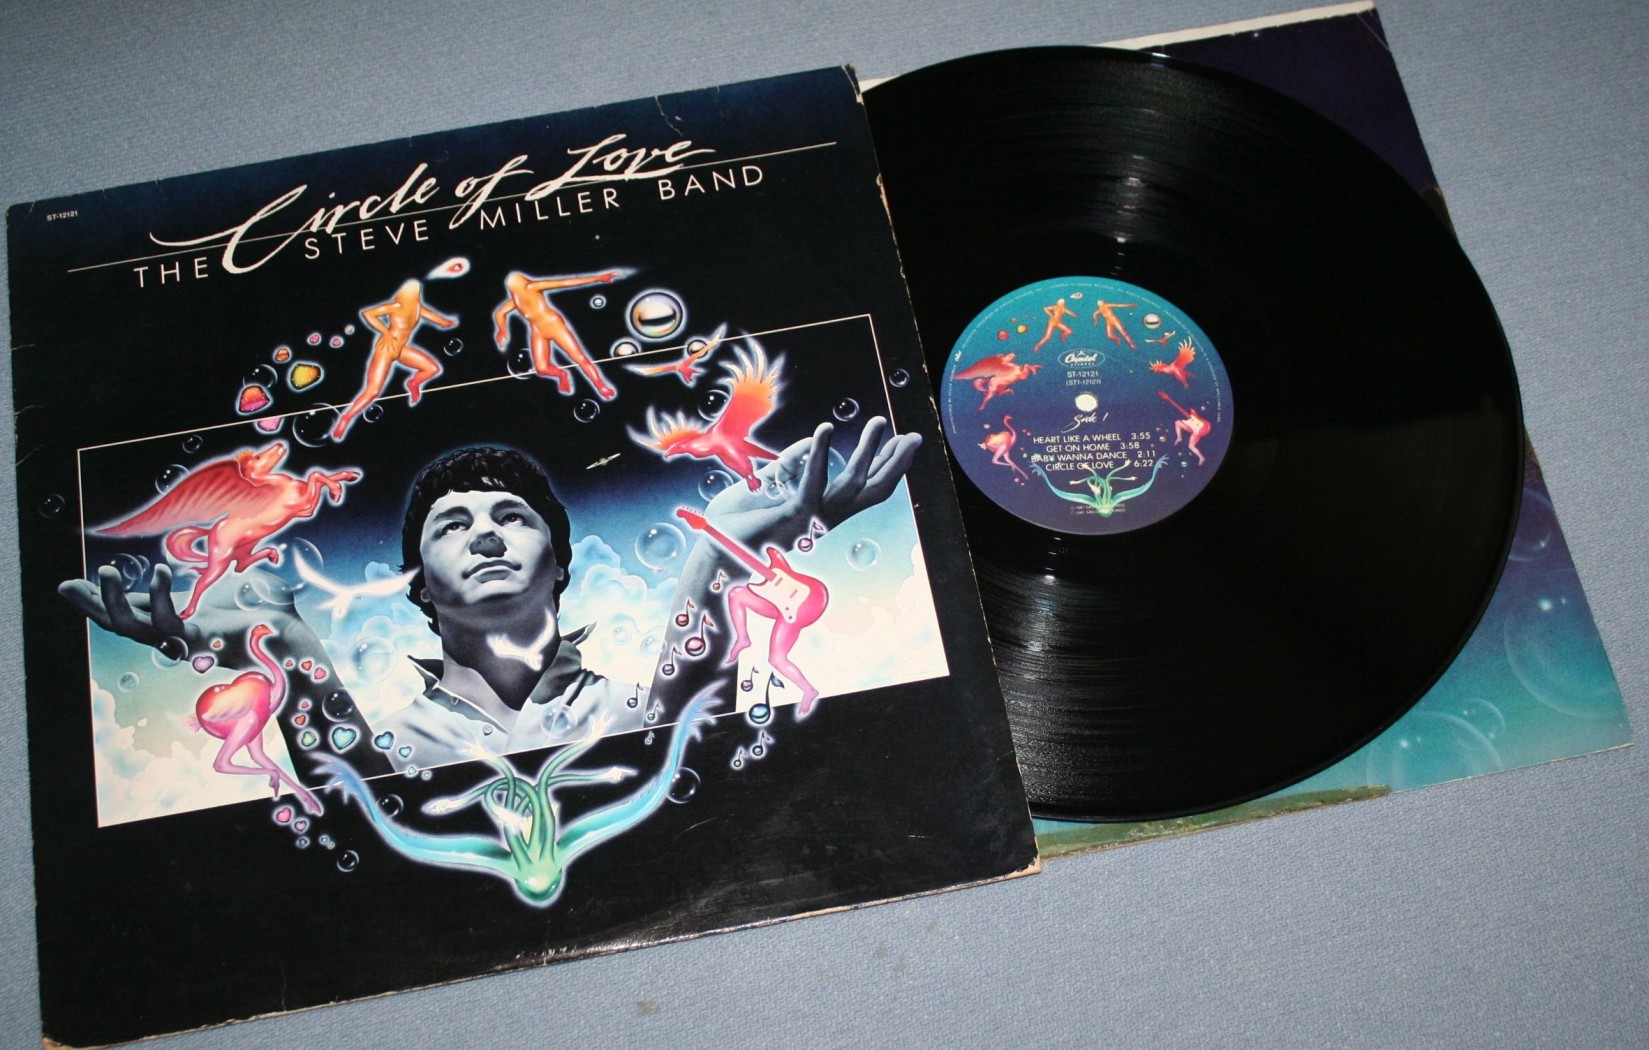 ST-12121
Circle of Love
THE STEVE MILLER BAND
Capitol
RECORDS
ST-12121
(ST1-12121)
Side 1
HEART LIKE A WHEEL 3:55
GET ON HOME 3:58
BABY WANNA DANCE 2:11
CIRCLE OF LOVE 6:22